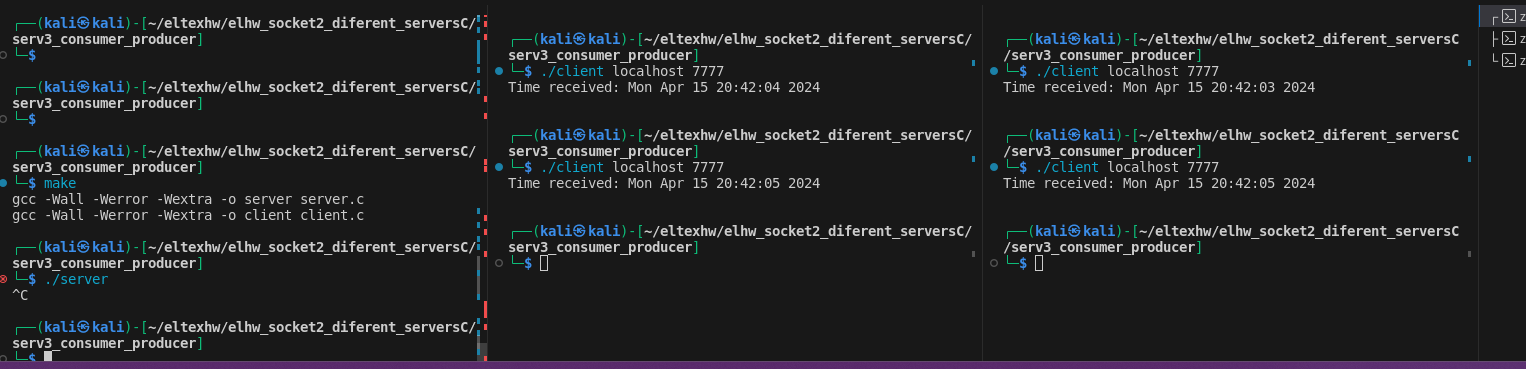 ┌──(kali㉿kali)-[~/eltexhw/elhw_socket2_diferent_serversC/
serv3_consumer_producer]
└─$
┌──(kali㉿kali)-[~/eltexhw/elhw_socket2_diferent_serversC/
serv3_consumer_producer]
└─$
┌──(kali㉿kali)-[~/eltexhw/elhw_socket2_diferent_serversC/
serv3_consumer_producer]
└─$ make
gcc -Wall -Werror -Wextra -o server server.c
gcc -Wall -Werror -Wextra -o client client.c
┌──(kali㉿kali)-[~/eltexhw/elhw_socket2_diferent_serversC/
serv3_consumer_producer]
└─$ ./server
^C
┌──(kali㉿kali)-[~/eltexhw/elhw_socket2_diferent_serversC/
serv3_consumer_producer]
└─$
┌──(kali㉿kali)-[~/eltexhw/elhw_socket2_diferent_serversC/
serv3_consumer_producer]
└─$ ./client localhost 7777
Time received: Mon Apr 15 20:42:04 2024
┌──(kali㉿kali)-[~/eltexhw/elhw_socket2_diferent_serversC/
serv3_consumer_producer]
└─$ ./client localhost 7777
Time received: Mon Apr 15 20:42:05 2024
┌──(kali㉿kali)-[~/eltexhw/elhw_socket2_diferent_serversC/
serv3_consumer_producer]
└─$
┌──(kali㉿kali)-[~/eltexhw/elhw_socket2_diferent_serversC
/serv3_consumer_producer]
└─$ ./client localhost 7777
Time received: Mon Apr 15 20:42:03 2024
┌──(kali㉿kali)-[~/eltexhw/elhw_socket2_diferent_serversC
/serv3_consumer_producer]
└─$ ./client localhost 7777
Time received: Mon Apr 15 20:42:05 2024
┌──(kali㉿kali)-[~/eltexhw/elhw_socket2_diferent_serversC
/serv3_consumer_producer]
└─$
┌ z
├ z
└ z